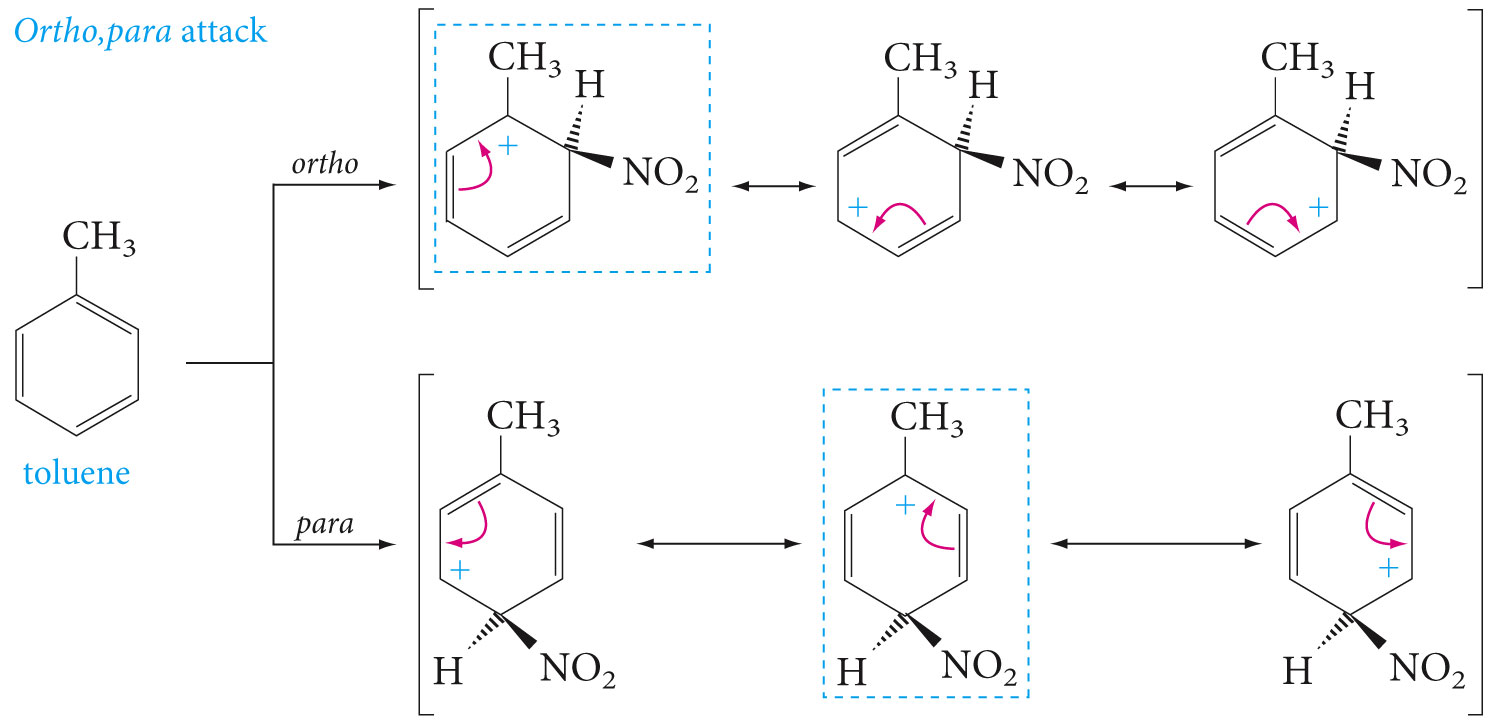 Ortho,para attack
CH₃
H
NO₂
+
CH₃
H
NO₂
+
CH₃
H
NO₂
+
ortho
CH₃
toluene
para
CH₃
+
H
NO₂
CH₃
+
H
NO₂
CH₃
+
H
NO₂